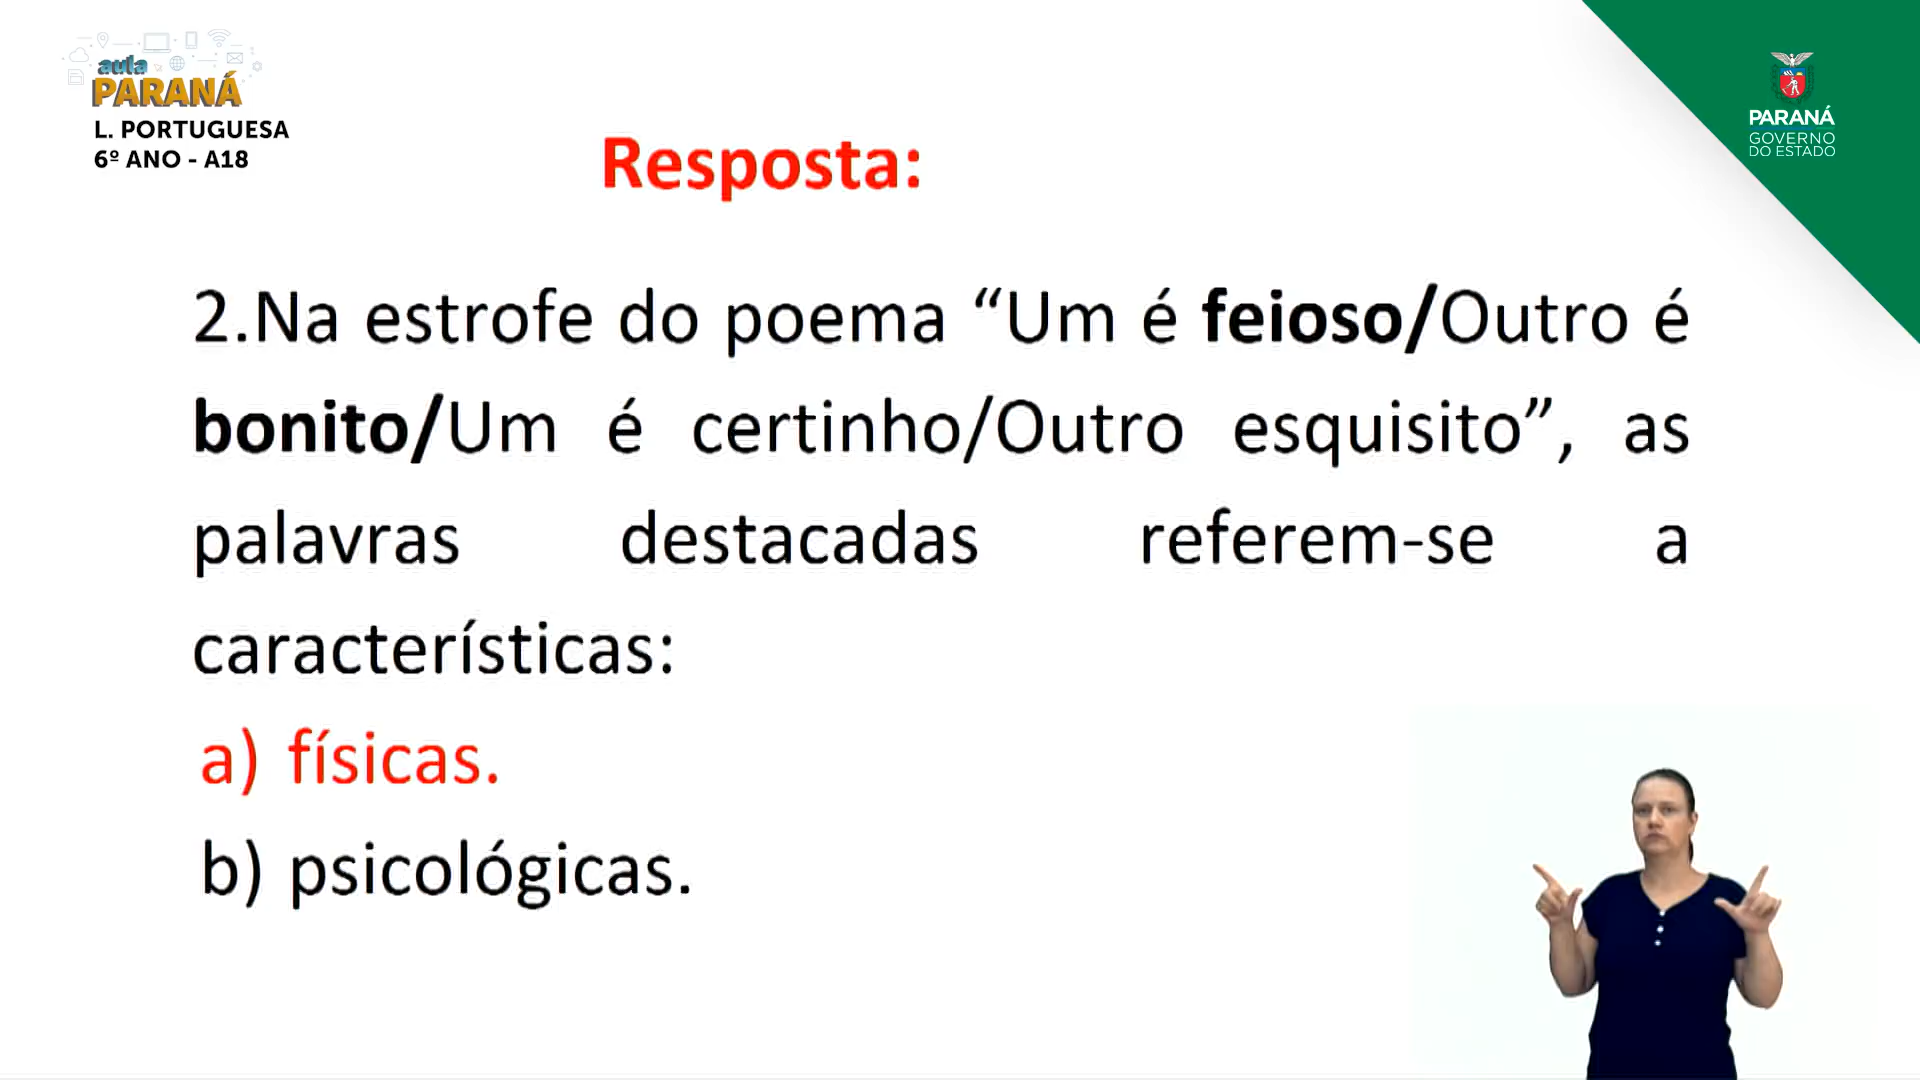 aula
PARANÁ
L. PORTUGUESA
6º ANO - A18
PARANÁ
GOVERNO
DO ESTADO
Resposta:
2.Na estrofe do poema “Um é feioso/Outro é
bonito/Um é certinho/Outro esquisito”, as
palavras destacadas referem-se a
características:
a) físicas.
b) psicológicas.